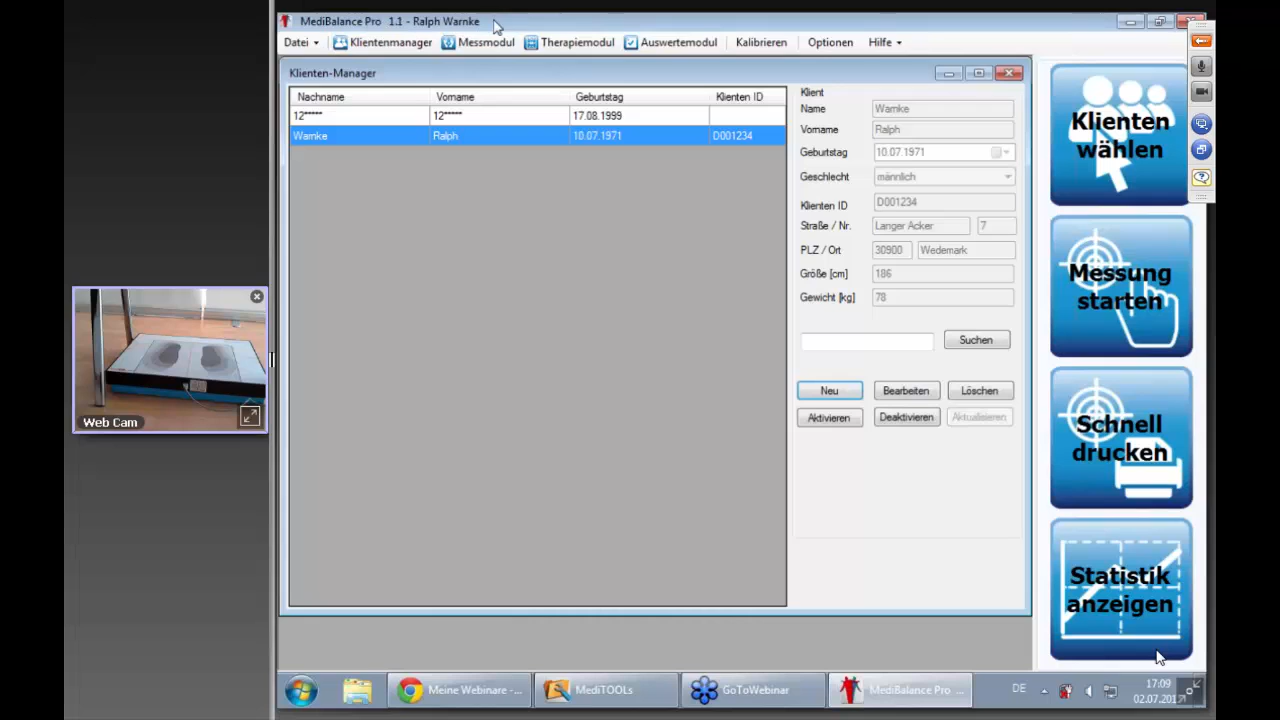 MediBalance Pro 1.1 - Ralph Warnke
Datei Klientenmanager Messmodul Therapiemodul Auswertemodul Kalibrieren Optionen Hilfe
Klienten-Manager
Nachname Vorname Geburtstag Klienten ID
12***** 12***** 17.08.1999
Warnke Ralph 10.07.1971 D001234
Klient
Name Warnke
Vorname Ralph
Geburtstag 10.07.1971
Geschlecht männlich
Klienten ID D001234
Straße / Nr. Langer Acker 7
PLZ / Ort 30900 Wedemark
Größe [cm] 186
Gewicht [kg] 78
Suchen
Neu Bearbeiten Löschen
Aktivieren Deaktivieren Aktualisieren
Klienten
wählen
Messung
starten
Schnell
drucken
Statistik
anzeigen
Web Cam
Meine Webinare - ... MediTOOLs GoToWebinar MediBalance Pro ... DE 17:09